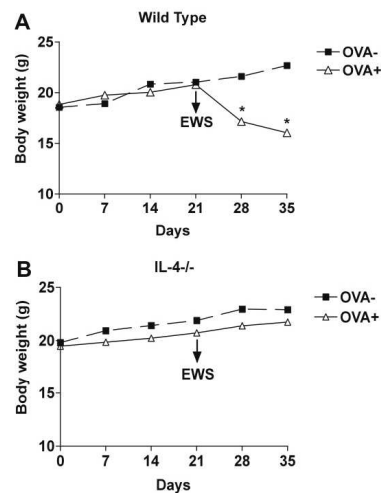 A
Wild Type
Body weight (g)
25
20
15
10
OVA-
OVA+
EWS
*
*
0 7 14 21 28 35
Days
B
IL-4-/-
Body weight (g)
25
20
15
10
OVA-
OVA+
EWS
0 7 14 21 28 35
Days